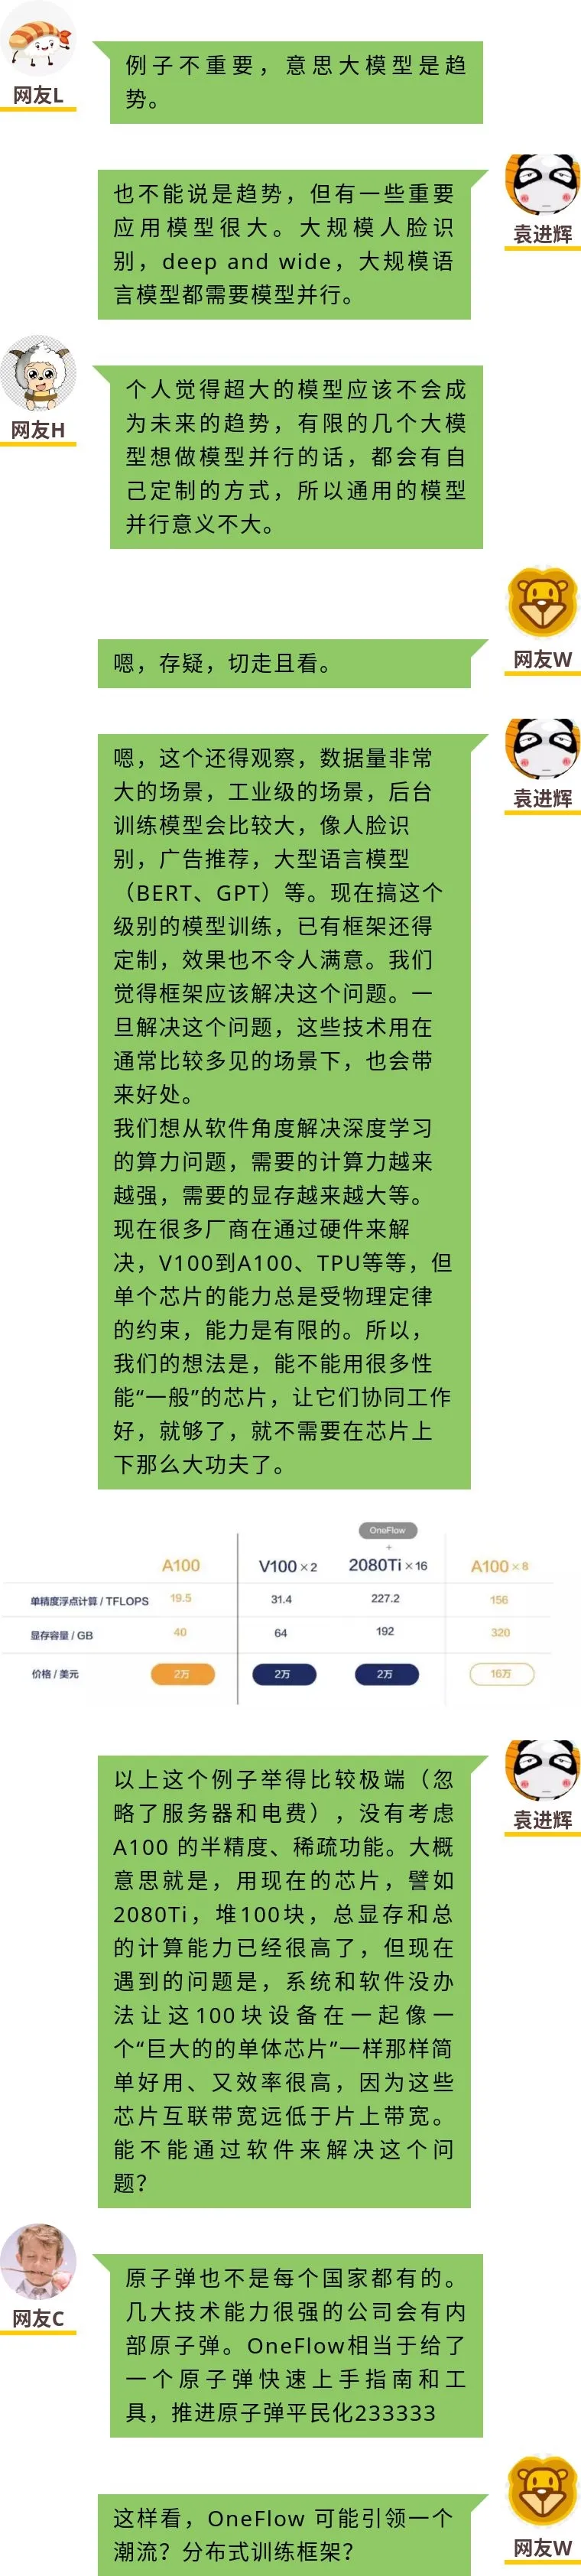 网友L
例子不重要，意思大模型是趋
势。
袁进辉
也不能说是趋势，但有一些重要
应用模型很大。大规模人脸识
别，deep and wide，大规模语
言模型都需要模型并行。
网友H
个人觉得超大的模型应该不会成
为未来的趋势，有限的几个大模
型想做模型并行的话，都会有自
己定制的方式，所以通用的模型
并行意义不大。
网友W
嗯，存疑，切走且看。
袁进辉
嗯，这个还得观察，数据量非常
大的场景，工业级的场景，后台
训练模型会比较大，像人脸识
别，广告推荐，大型语言模型
（BERT、GPT）等。现在搞这个
级别的模型训练，已有框架还得
定制，效果也不令人满意。我们
觉得框架应该解决这个问题。一
旦解决这个问题，这些技术用在
通常比较多见的场景下，也会带
来好处。
我们想从软件角度解决深度学习
的算力问题，需要的计算力越来
越强，需要的显存越来越大等。
现在很多厂商在通过硬件来解
决，V100到A100、TPU等等，但
单个芯片的能力总是受物理定律
的约束，能力是有限的。所以，
我们的想法是，能不能用很多性
能“一般”的芯片，让它们协同工作
好，就够了，就不需要在芯片上
下那么大功夫了。
OneFlow
+
A100 V100×2 2080Ti×16 A100×8
单精度浮点计算 / TFLOPS 19.5 31.4 227.2 156
显存容量 / GB 40 64 192 320
价格 / 美元 2万 2万 2万 16万
袁进辉
以上这个例子举得比较极端（忽
略了服务器和电费），没有考虑
A100 的半精度、稀疏功能。大概
意思就是，用现在的芯片，譬如
2080Ti，堆100块，总显存和总
的计算能力已经很高了，但现在
遇到的问题是，系统和软件没办
法让这100块设备在一起像一
个“巨大的的单体芯片”一样那样简
单好用、又效率很高，因为这些
芯片互联带宽远低于片上带宽。
能不能通过软件来解决这个问
题？
网友C
原子弹也不是每个国家都有的。
几大技术能力很强的公司会有内
部原子弹。OneFlow相当于给了
一个原子弹快速上手指南和工
具，推进原子弹平民化233333
网友W
这样看，OneFlow 可能引领一个
潮流？分布式训练框架？